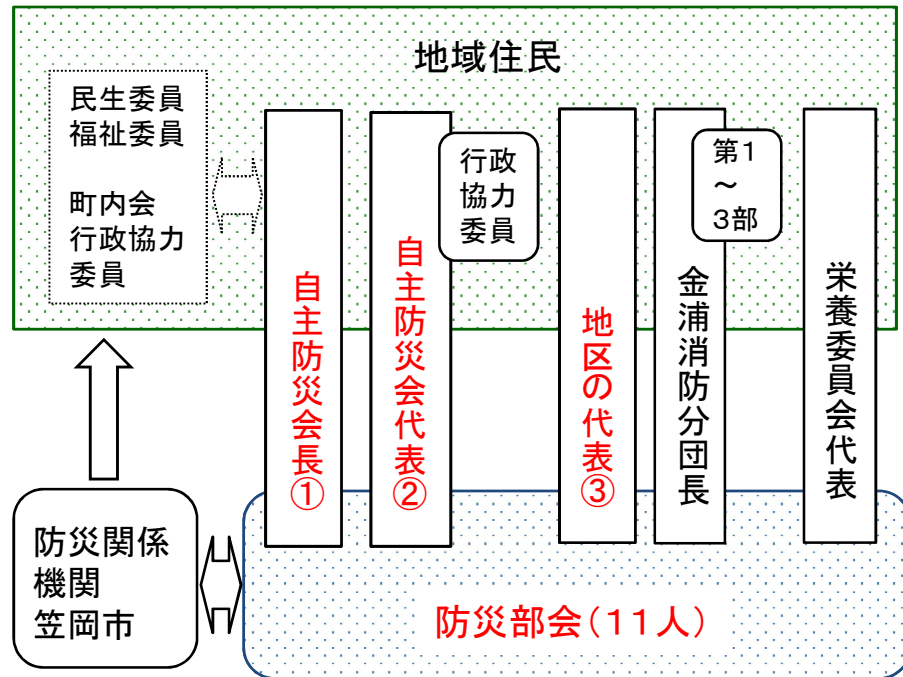 地域住民
民生委員
福祉委員
町内会
行政協力
委員
自主防災会長①
自主防災会代表②
行政
協力
委員
地区の代表③
金浦消防分団長
第1
~
3部
栄養委員会代表
防災関係
機関
笠岡市
防災部会(11人)